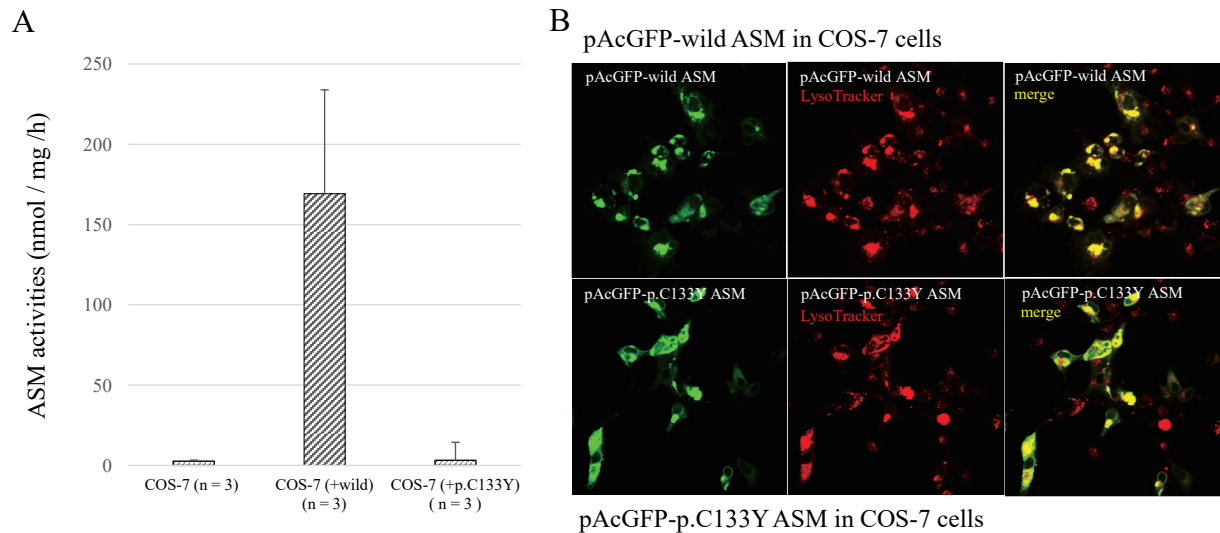 A
B
pAcGFP-wild ASM in COS-7 cells
250
200
150
100
50
0
ASM activities (nmol / mg /h)
COS-7 (n = 3)
COS-7 (+wild)
(n = 3)
COS-7 (+p.C133Y)
( n = 3 )
pAcGFP-wild ASM
pAcGFP-wild ASM
LysoTracker
pAcGFP-wild ASM
merge
pAcGFP-p.C133Y ASM
pAcGFP-p.C133Y ASM
LysoTracker
pAcGFP-p.C133Y ASM
merge
pAcGFP-p.C133Y ASM in COS-7 cells